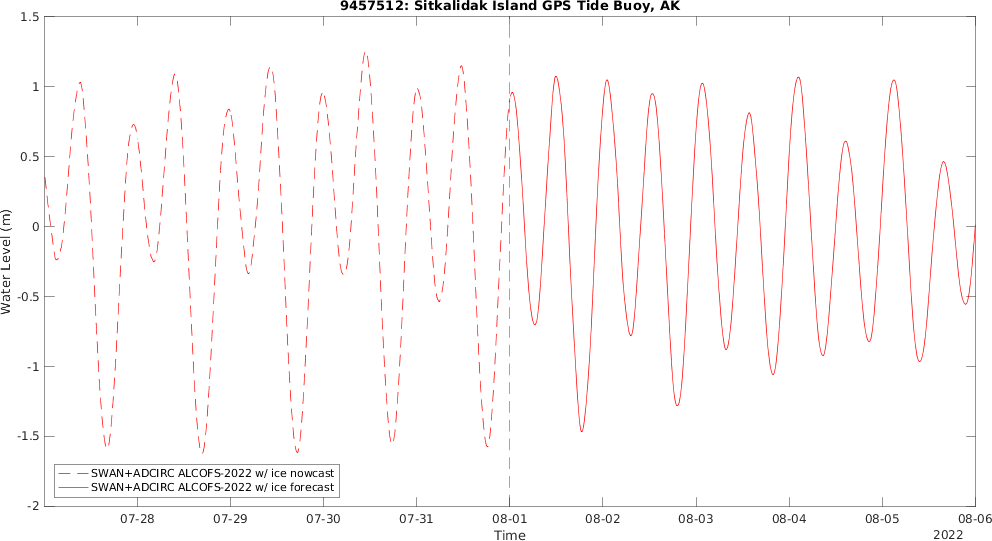 9457512: Sitkalidak Island GPS Tide Buoy, AK
1.5
1
0.5
0
-0.5
-1
-1.5
-2
Water Level (m)
SWAN+ADCIRC ALCOFS-2022 w/ ice nowcast
SWAN+ADCIRC ALCOFS-2022 w/ ice forecast
07-28 07-29 07-30 07-31 08-01 08-02 08-03 08-04 08-05 08-06
Time
2022